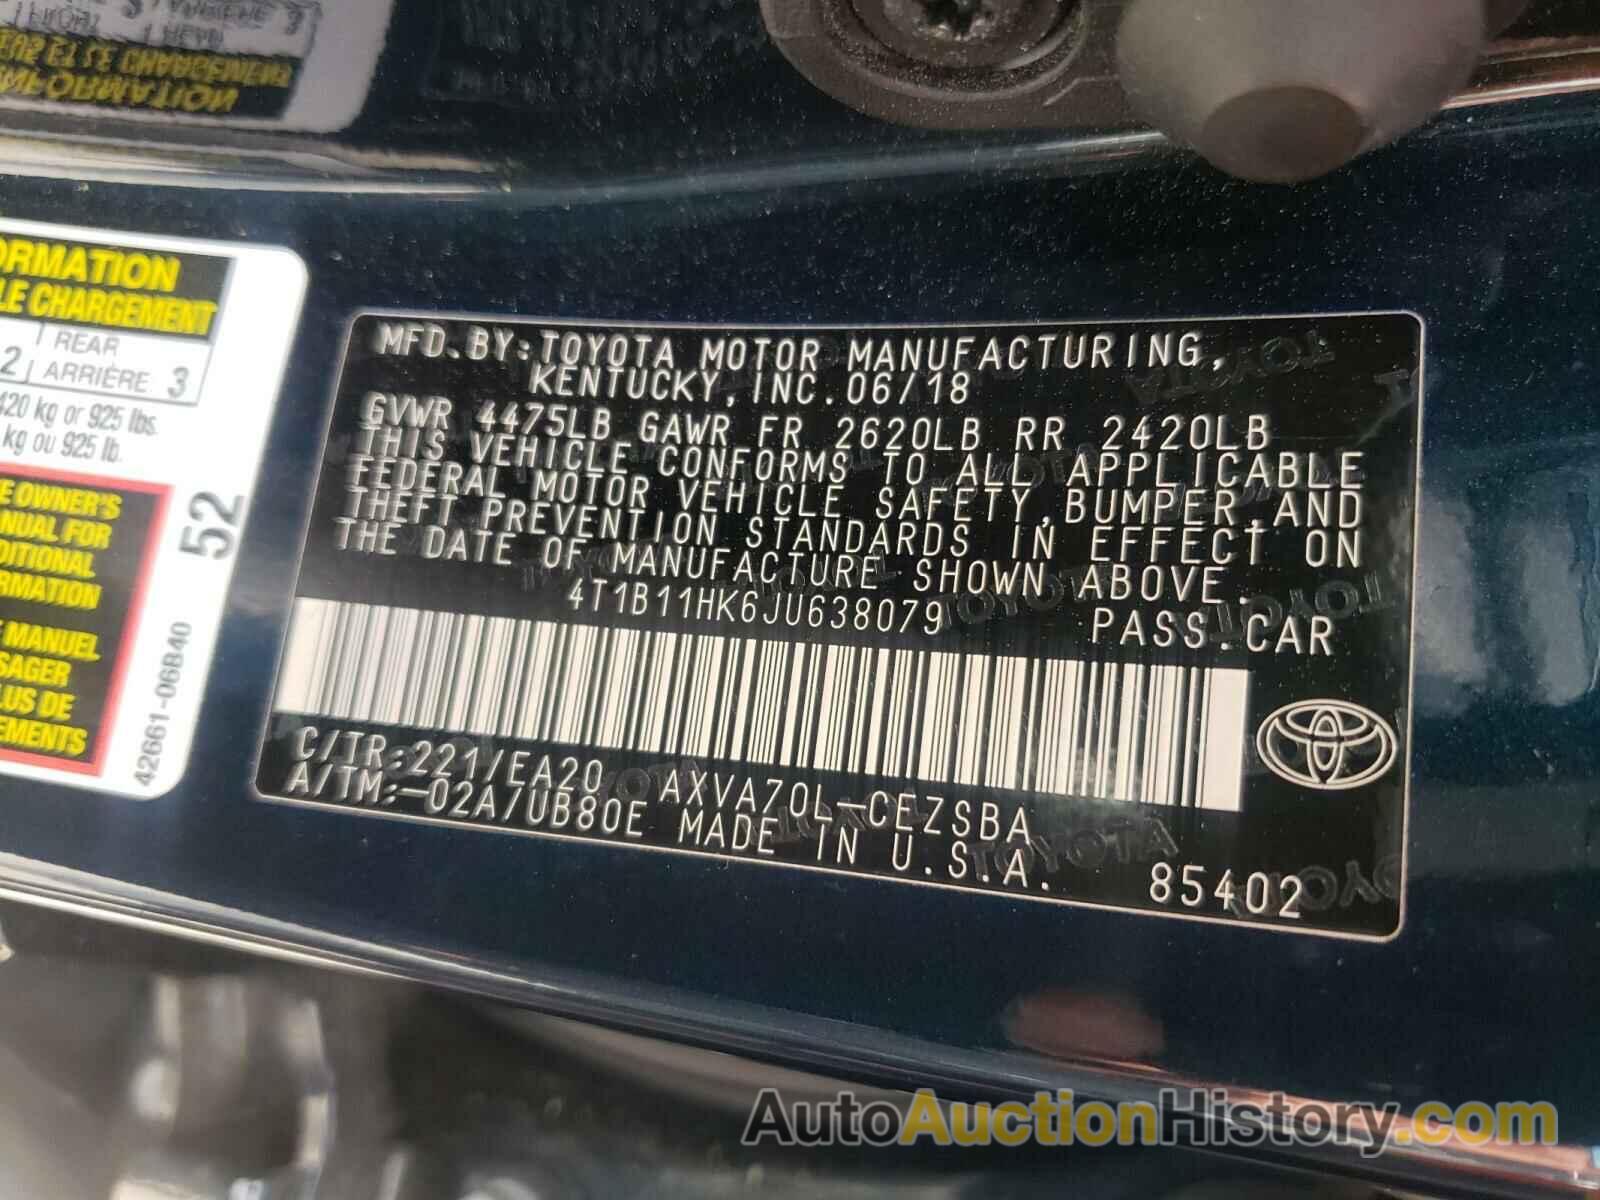 ORMATION
LE CHARGEMENT
2 REAR
ARRIÈRE 3
420 kg or 925 lbs.
kg ou 925 lb.
E OWNER'S
ANUAL FOR
DITIONAL
RMATION
E MANUEL
SAGER
LUS DE
EMENTS
52
42661-06B40
MFD.BY:TOYOTA MOTOR MANUFACTURING,
KENTUCKY,INC.06/18
GVWR 4475LB GAWR FR 2620LB RR 2420LB
THIS VEHICLE CONFORMS TO ALL APPLICABLE
FEDERAL MOTOR VEHICLE SAFETY,BUMPER,AND
THEFT PREVENTION STANDARDS IN EFFECT ON
THE DATE OF MANUFACTURE SHOWN ABOVE.
4T1B11HK6JU638079 PASS.CAR
C/TR:221/EA20 AXVA70L-CEZSBA
A/TM:-02A/UB80E MADE IN U.S.A.
85402
AutoAuctionHistory.com